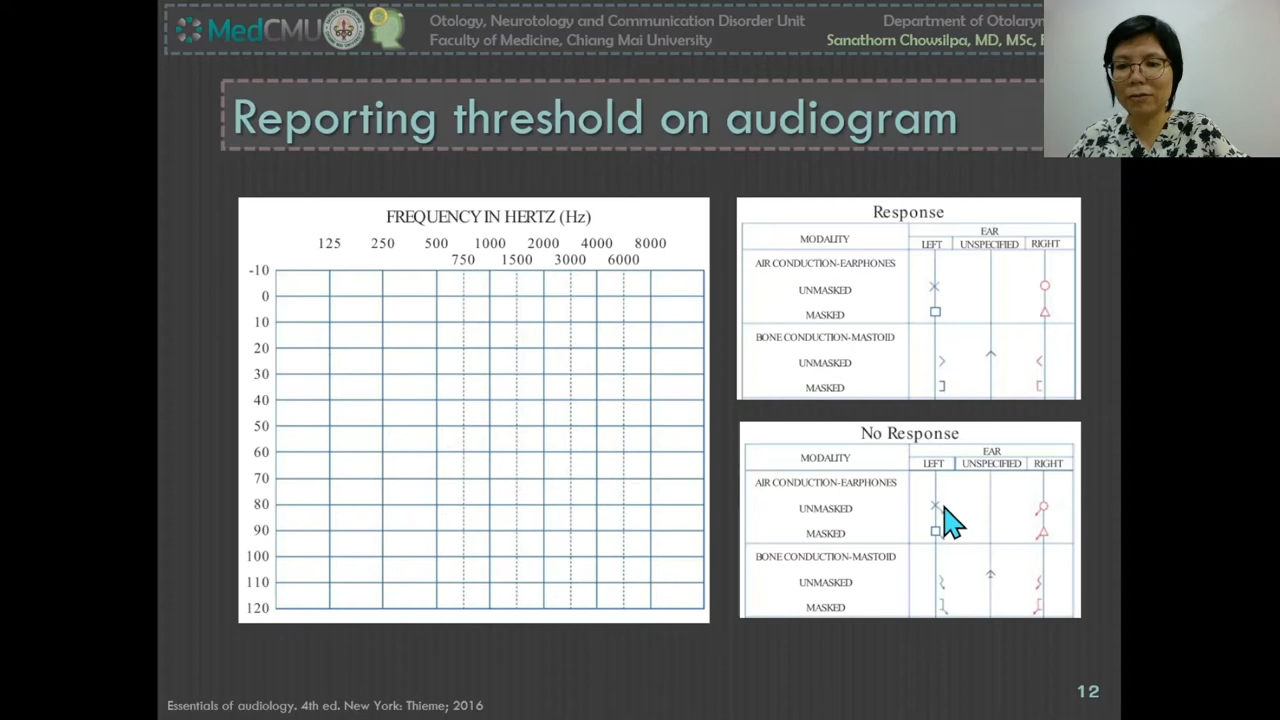 MedCMU
Otology, Neurotology and Communication Disorder Unit
Faculty of Medicine, Chiang Mai University
Department of Otolaryn
Sanathorn Chowsilpa, MD, MSc,
Reporting threshold on audiogram
FREQUENCY IN HERTZ (Hz)
125 250 500 1000 2000 4000 8000
750 1500 3000 6000
-10
0
10
20
30
40
50
60
70
80
90
100
110
120
Response
MODALITY
EAR
LEFT UNSPECIFIED RIGHT
AIR CONDUCTION-EARPHONES
UNMASKED
MASKED
BONE CONDUCTION-MASTOID
UNMASKED
MASKED
No Response
MODALITY
EAR
LEFT UNSPECIFIED RIGHT
AIR CONDUCTION-EARPHONES
UNMASKED
MASKED
BONE CONDUCTION-MASTOID
UNMASKED
MASKED
12
Essentials of audiology. 4th ed. New York: Thieme; 2016